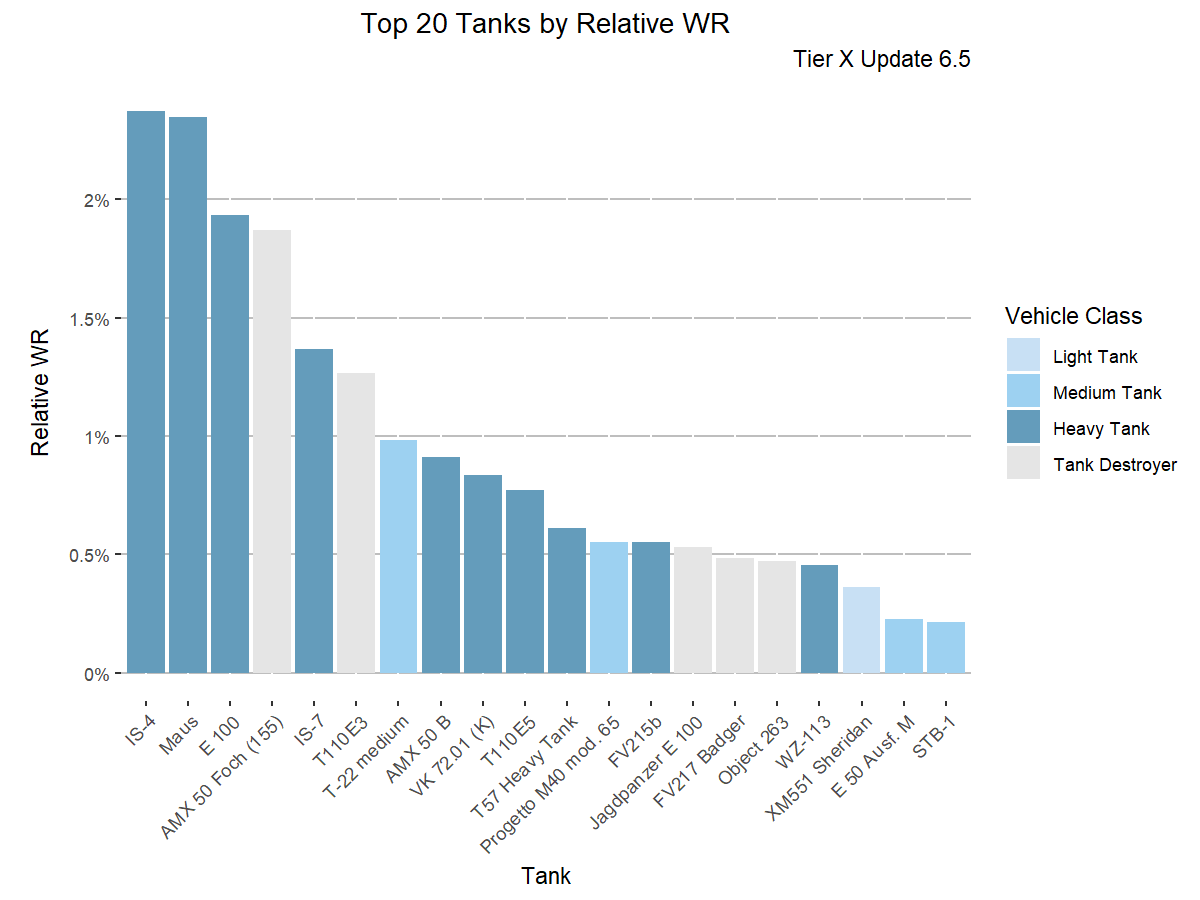 Top 20 Tanks by Relative WR
Tier X Update 6.5
Relative WR
2%
1.5%
1%
0.5%
0%
IS-4
Maus
E 100
AMX 50 Foch (155)
IS-7
T110E3
T-22 medium
AMX 50 B
VK 72.01 (K)
T110E5
T57 Heavy Tank
Progetto M40 mod. 65
FV215b
Jagdpanzer E 100
FV217 Badger
Object 263
WZ-113
XM551 Sheridan
E 50 Ausf. M
STB-1
Tank
Vehicle Class
Light Tank
Medium Tank
Heavy Tank
Tank Destroyer